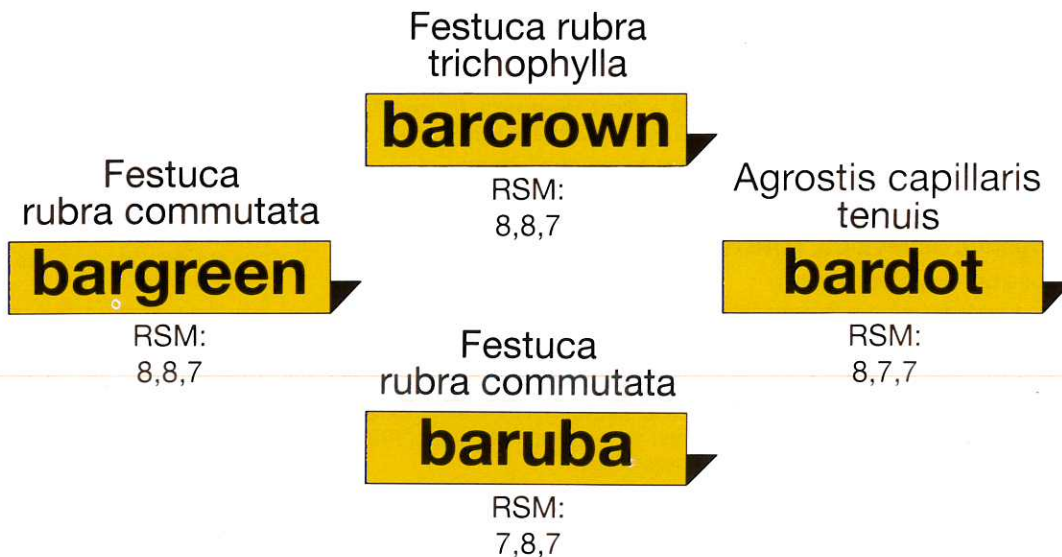 Festuca rubra
trichophylla
barcrown
RSM:
8,8,7
Festuca
rubra commutata
bargreen
RSM:
8,8,7
Agrostis capillaris
tenuis
bardot
RSM:
8,7,7
Festuca
rubra commutata
baruba
RSM:
7,8,7